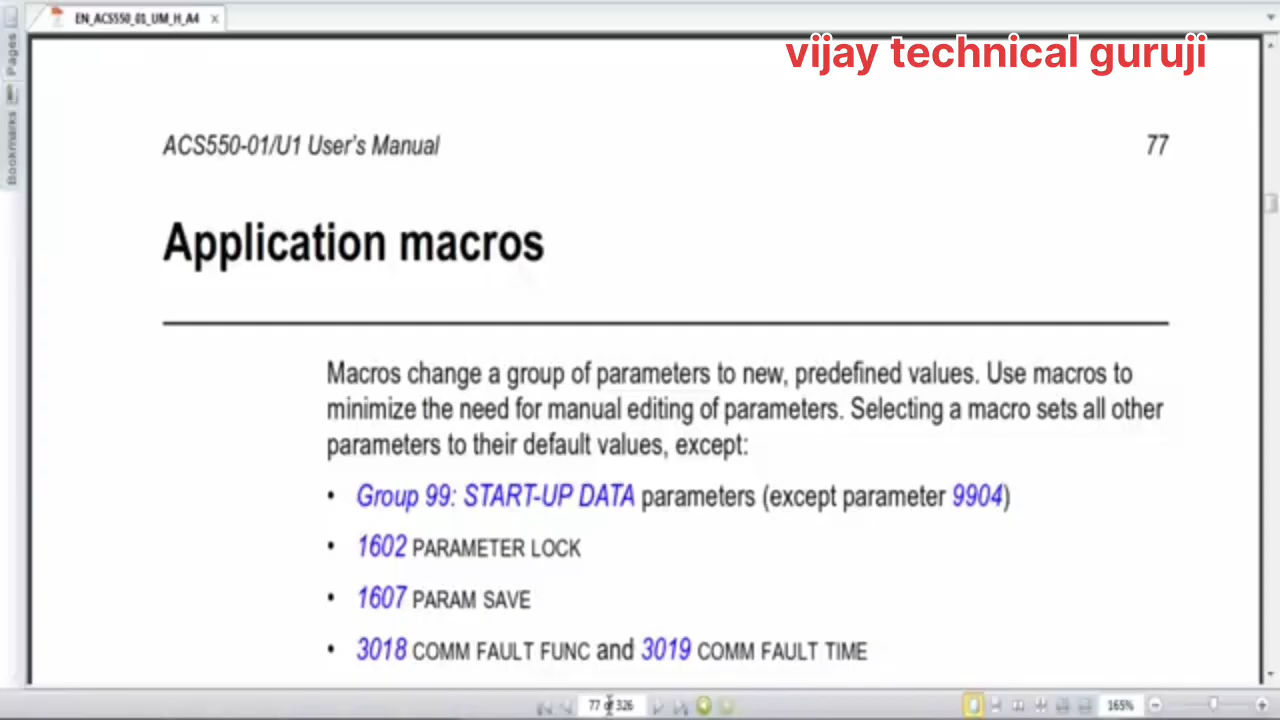 EN_ACS550_01_UM_H_A4
vijay technical guruji
Pages
Bookmarks
ACS550-01/U1 User's Manual
77
Application macros
Macros change a group of parameters to new, predefined values. Use macros to
minimize the need for manual editing of parameters. Selecting a macro sets all other
parameters to their default values, except:
• Group 99: START-UP DATA parameters (except parameter 9904)
• 1602 PARAMETER LOCK
• 1607 PARAM SAVE
• 3018 COMM FAULT FUNC and 3019 COMM FAULT TIME
77 of 326
165%